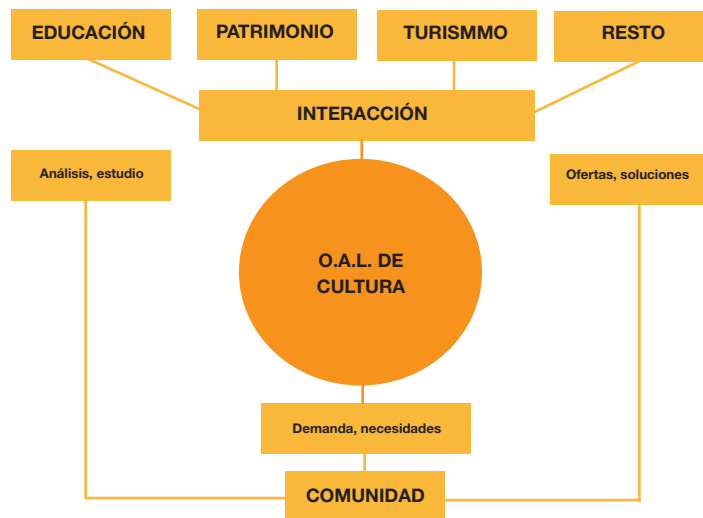 EDUCACIÓN
PATRIMONIO
TURISMMO
RESTO
INTERACCIÓN
Análisis, estudio
Ofertas, soluciones
O.A.L. DE
CULTURA
Demanda, necesidades
COMUNIDAD